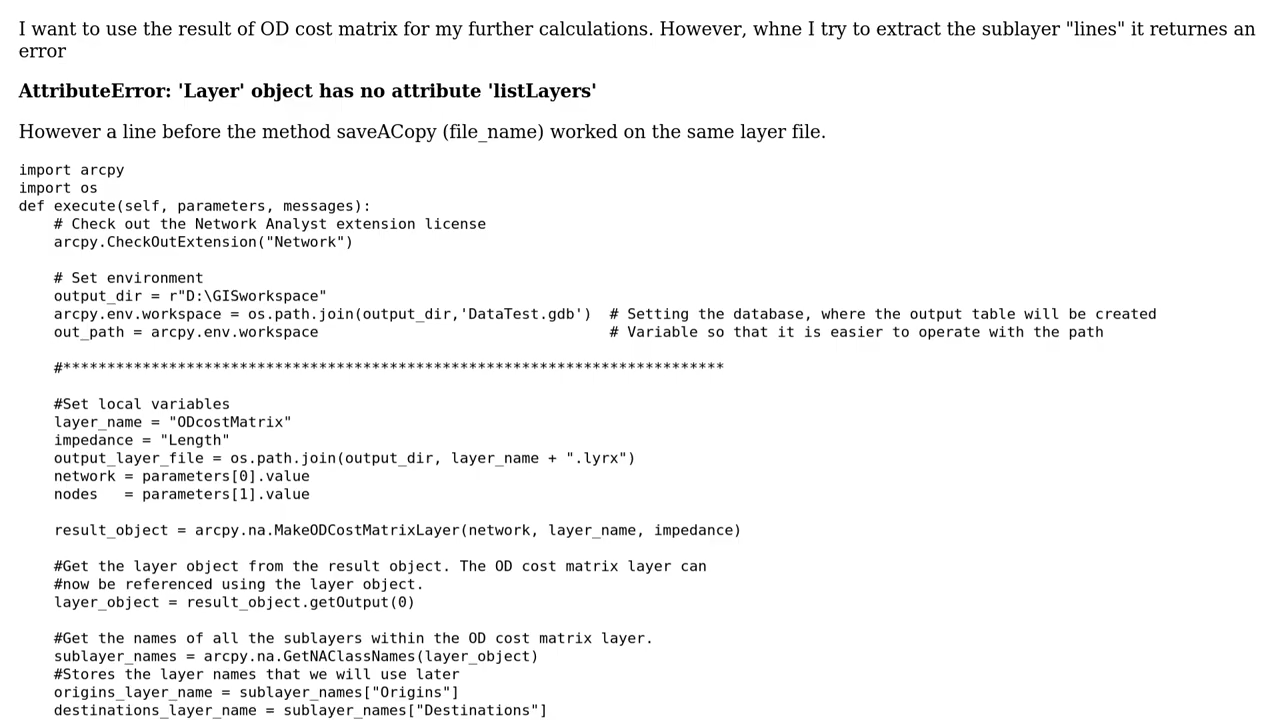 I want to use the result of OD cost matrix for my further calculations. However, whne I try to extract the sublayer "lines" it returnes an
error
AttributeError: 'Layer' object has no attribute 'listLayers'
However a line before the method saveACopy (file_name) worked on the same layer file.
import arcpy
import os
def execute(self, parameters, messages):
    # Check out the Network Analyst extension license
    arcpy.CheckOutExtension("Network")
    # Set environment
    output_dir = r"D:\GISworkspace"
    arcpy.env.workspace = os.path.join(output_dir,'DataTest.gdb')  # Setting the database, where the output table will be created
    out_path = arcpy.env.workspace                                 # Variable so that it is easier to operate with the path
    #***************************************************************************
    #Set local variables
    layer_name = "ODcostMatrix"
    impedance = "Length"
    output_layer_file = os.path.join(output_dir, layer_name + ".lyrx")
    network = parameters[0].value
    nodes   = parameters[1].value
    result_object = arcpy.na.MakeODCostMatrixLayer(network, layer_name, impedance)
    #Get the layer object from the result object. The OD cost matrix layer can
    #now be referenced using the layer object.
    layer_object = result_object.getOutput(0)
    #Get the names of all the sublayers within the OD cost matrix layer.
    sublayer_names = arcpy.na.GetNAClassNames(layer_object)
    #Stores the layer names that we will use later
    origins_layer_name = sublayer_names["Origins"]
    destinations_layer_name = sublayer_names["Destinations"]